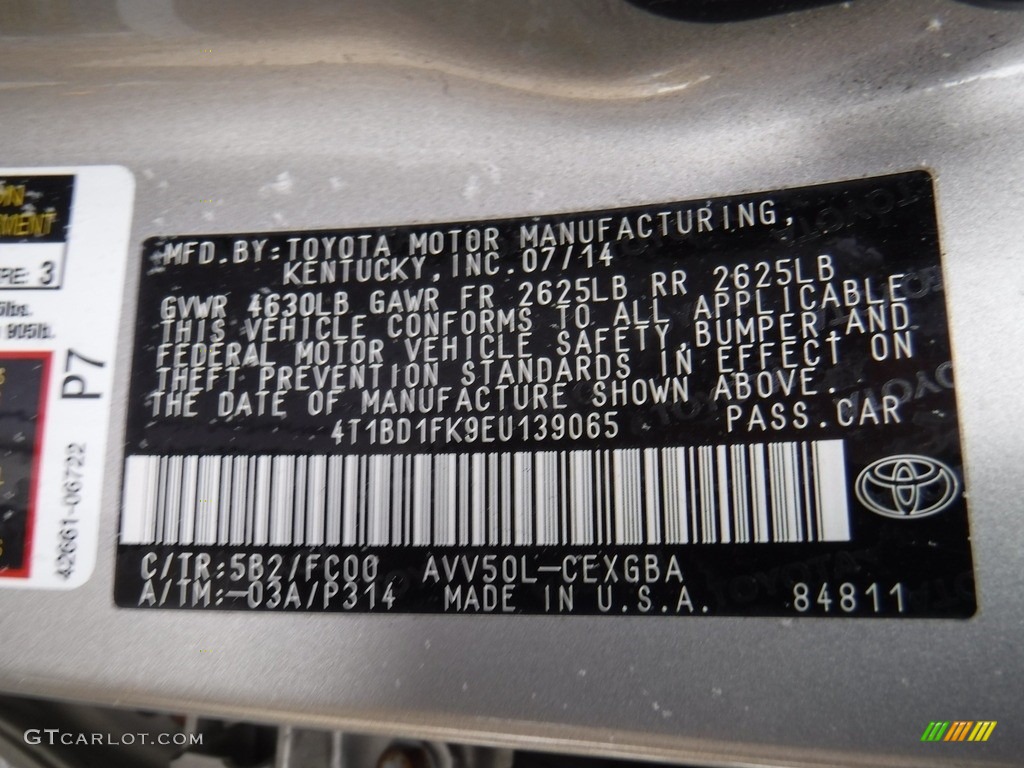 MFD. BY: TOYOTA MOTOR MANUFACTURING,
KENTUCKY, INC. 07/14
GVWR 4630LB GAWR FR 2625LB RR 2625LB
THIS VEHICLE CONFORMS TO ALL APPLICABLE
FEDERAL MOTOR VEHICLE SAFETY, BUMPER AND
THEFT PREVENTION STANDARDS IN EFFECT ON
THE DATE OF MANUFACTURE SHOWN ABOVE.
4T1BD1FK9EU139065 PASS. CAR
C/TR: 5B2/FC00 AVV50L-CEXGBA
A/TM: -03A/P314 MADE IN U.S.A. 84811
3
805lb.
P7
42661-06722
GTCARLOT.COM